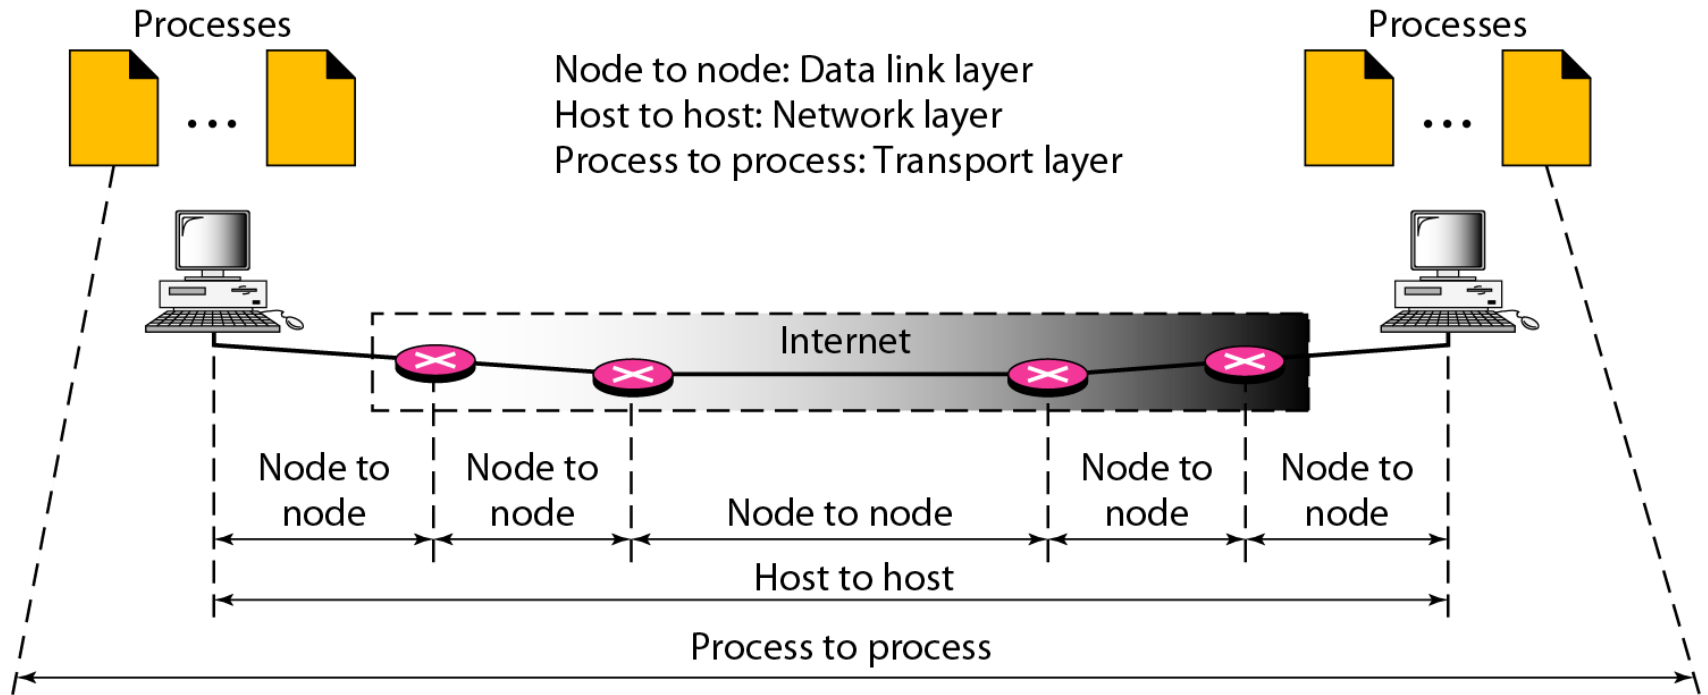 Processes
Processes
Node to node: Data link layer
Host to host: Network layer
Process to process: Transport layer
...
...
Internet
Node to
node
Node to
node
Node to node
Node to
node
Node to
node
Host to host
Process to process